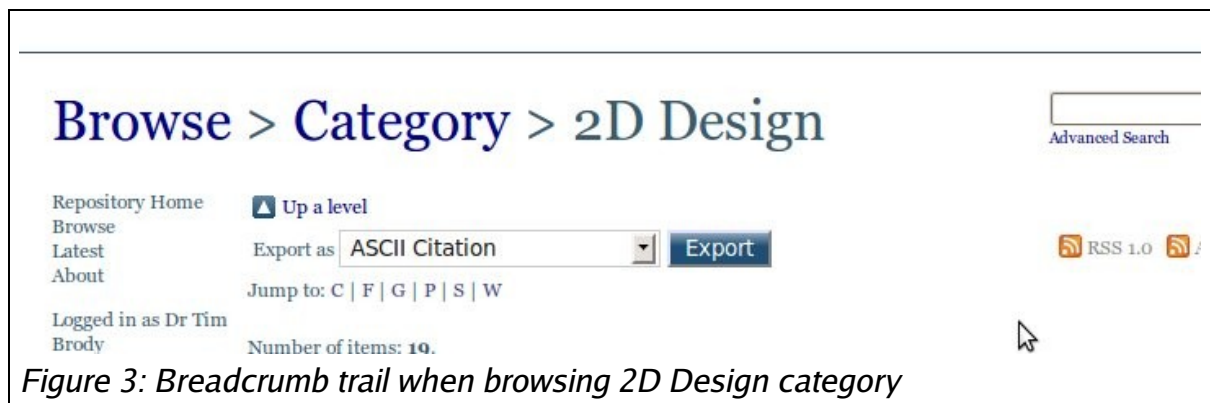 Browse > Category > 2D Design
Advanced Search
Repository Home
Browse
Latest
About
Logged in as Dr Tim
Brody
Up a level
Export as ASCII Citation Export
Jump to: C | F | G | P | S | W
Number of items: 19.
RSS 1.0
Figure 3: Breadcrumb trail when browsing 2D Design category